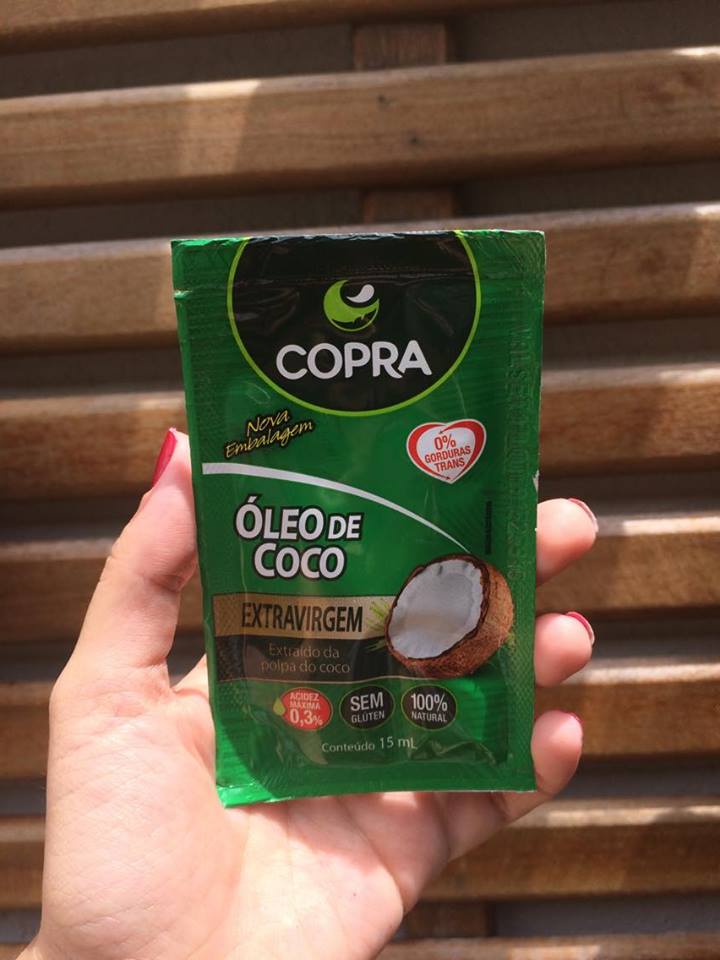 COPRA
Nova
Embalagem
0%
GORDURAS
TRANS
ÓLEO DE
COCO
EXTRAVIRGEM
Extraído da
polpa do coco
ACIDEZ
MÁXIMA
0,3%
SEM
GLÚTEN
100%
NATURAL
Conteúdo 15 mL